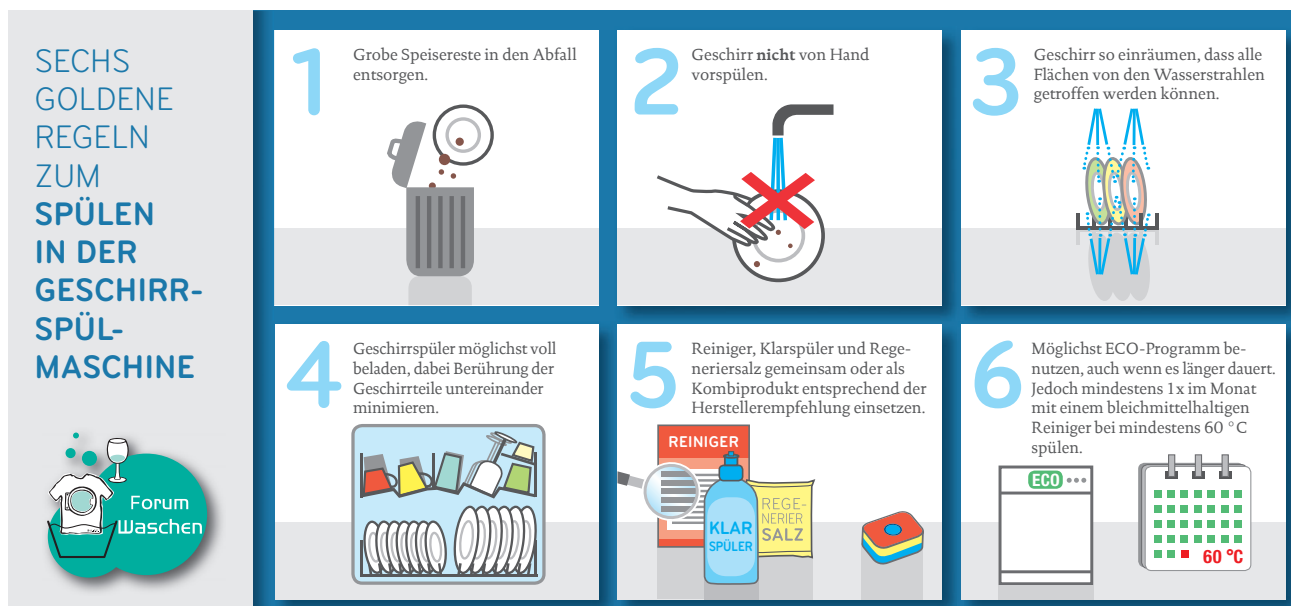 SECHS
GOLDENE
REGELN
ZUM
SPÜLEN
IN DER
GESCHIRR-
SPÜL-
MASCHINE
Forum
Waschen
1
Grobe Speisereste in den Abfall
entsorgen.
2
Geschirr nicht von Hand
vorspülen.
3
Geschirr so einräumen, dass alle
Flächen von den Wasserstrahlen
getroffen werden können.
4
Geschirrspüler möglichst voll
beladen, dabei Berührung der
Geschirrteile untereinander
minimieren.
5
Reiniger, Klarspüler und Rege-
neriersalz gemeinsam oder als
Kombiprodukt entsprechend der
Herstellerempfehlung einsetzen.
REINIGER
KLAR
SPÜLER
REGE-
NERIER
SALZ
6
Möglichst ECO-Programm be-
nutzen, auch wenn es länger dauert.
Jedoch mindestens 1x im Monat
mit einem bleichmittelhaltigen
Reiniger bei mindestens 60 °C
spülen.
ECO
60 °C